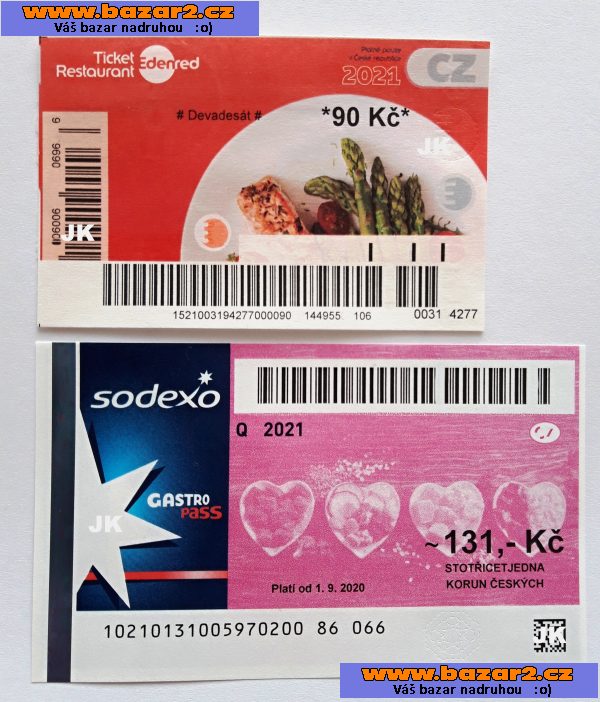 www.bazar2.cz
Váš bazar nadruhou :o)
Ticket
Restaurant
Edenred
Platné pouze
v České republice
2021
CZ
# Devadesát #
*90 Kč*
JK
006006 0696 6
JK
1521003194277000090 144955 106 0031 4277
sodexo
Q 2021
GASTRO
PASS
JK
~131,- Kč
STOTŘICETJEDNA
KORUN ČESKÝCH
Platí od 1. 9. 2020
10210131005970200 86 066
JK
www.bazar2.cz
Váš bazar nadruhou :o)